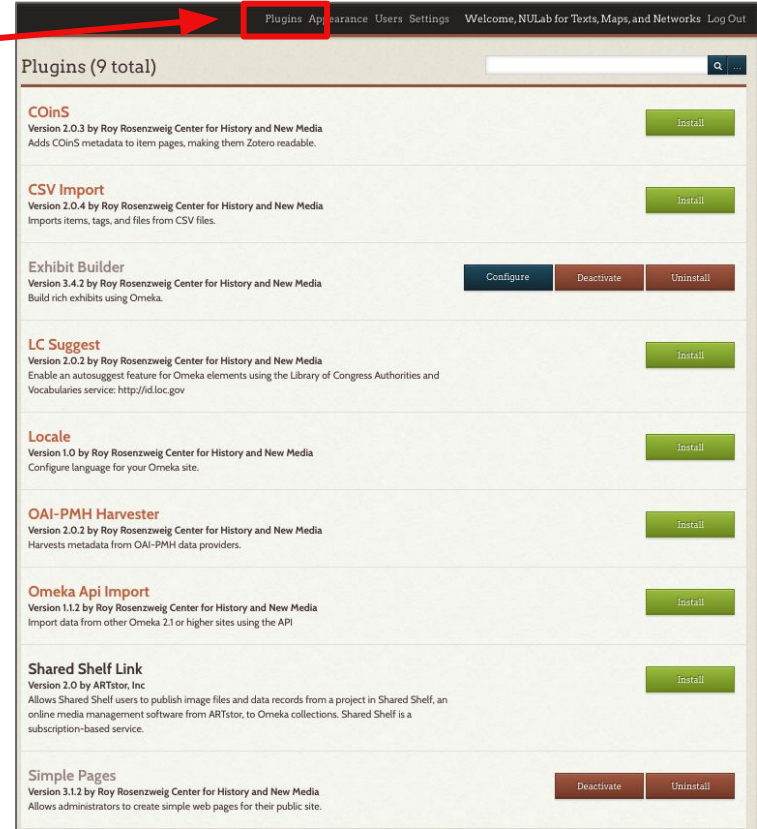 Plugins Appearance Users Settings Welcome, NULab for Texts, Maps, and Networks Log Out
Plugins (9 total)
...
COinS
Version 2.0.3 by Roy Rosenzweig Center for History and New Media
Adds COinS metadata to item pages, making them Zotero readable.
Install
CSV Import
Version 2.0.4 by Roy Rosenzweig Center for History and New Media
Imports items, tags, and files from CSV files.
Install
Exhibit Builder
Version 3.4.2 by Roy Rosenzweig Center for History and New Media
Build rich exhibits using Omeka.
Configure Deactivate Uninstall
LC Suggest
Version 2.0.2 by Roy Rosenzweig Center for History and New Media
Enable an autosuggest feature for Omeka elements using the Library of Congress Authorities and
Vocabularies service: http://id.loc.gov
Install
Locale
Version 1.0 by Roy Rosenzweig Center for History and New Media
Configure language for your Omeka site.
Install
OAI-PMH Harvester
Version 2.0.2 by Roy Rosenzweig Center for History and New Media
Harvests metadata from OAI-PMH data providers.
Install
Omeka Api Import
Version 1.1.2 by Roy Rosenzweig Center for History and New Media
Import data from other Omeka 2.1 or higher sites using the API
Install
Shared Shelf Link
Version 2.0 by ARTstor, Inc
Allows Shared Shelf users to publish image files and data records from a project in Shared Shelf, an
online media management software from ARTstor, to Omeka collections. Shared Shelf is a
subscription-based service.
Install
Simple Pages
Version 3.1.2 by Roy Rosenzweig Center for History and New Media
Allows administrators to create simple web pages for their public site.
Deactivate Uninstall